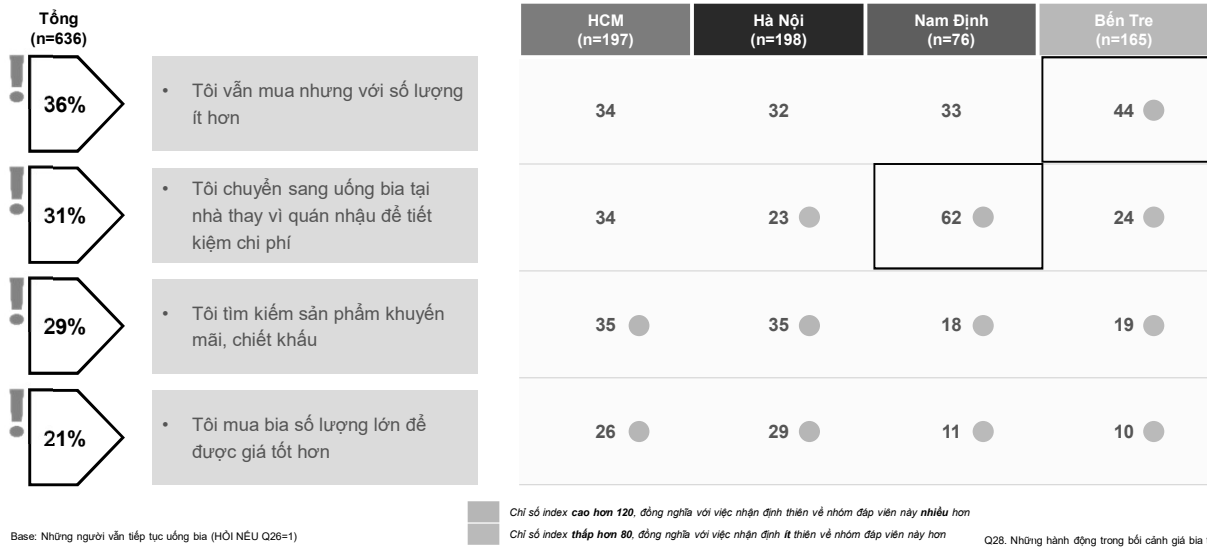 Tổng
(n=636)
HCM
(n=197)
Hà Nội
(n=198)
Nam Định
(n=76)
Bến Tre
(n=165)
36%
• Tôi vẫn mua nhưng với số lượng
ít hơn
34
32
33
44
31%
• Tôi chuyển sang uống bia tại
nhà thay vì quán nhậu để tiết
kiệm chi phí
34
23
62
24
29%
• Tôi tìm kiếm sản phẩm khuyến
mãi, chiết khấu
35
35
18
19
21%
• Tôi mua bia số lượng lớn để
được giá tốt hơn
26
29
11
10
Chỉ số index cao hơn 120, đồng nghĩa với việc nhận định thiên về nhóm đáp viên này nhiều hơn
Chỉ số index thấp hơn 80, đồng nghĩa với việc nhận định ít thiên về nhóm đáp viên này hơn
Base: Những người vẫn tiếp tục uống bia (HỎI NẾU Q26=1)
Q28. Những hành động trong bối cảnh giá bia